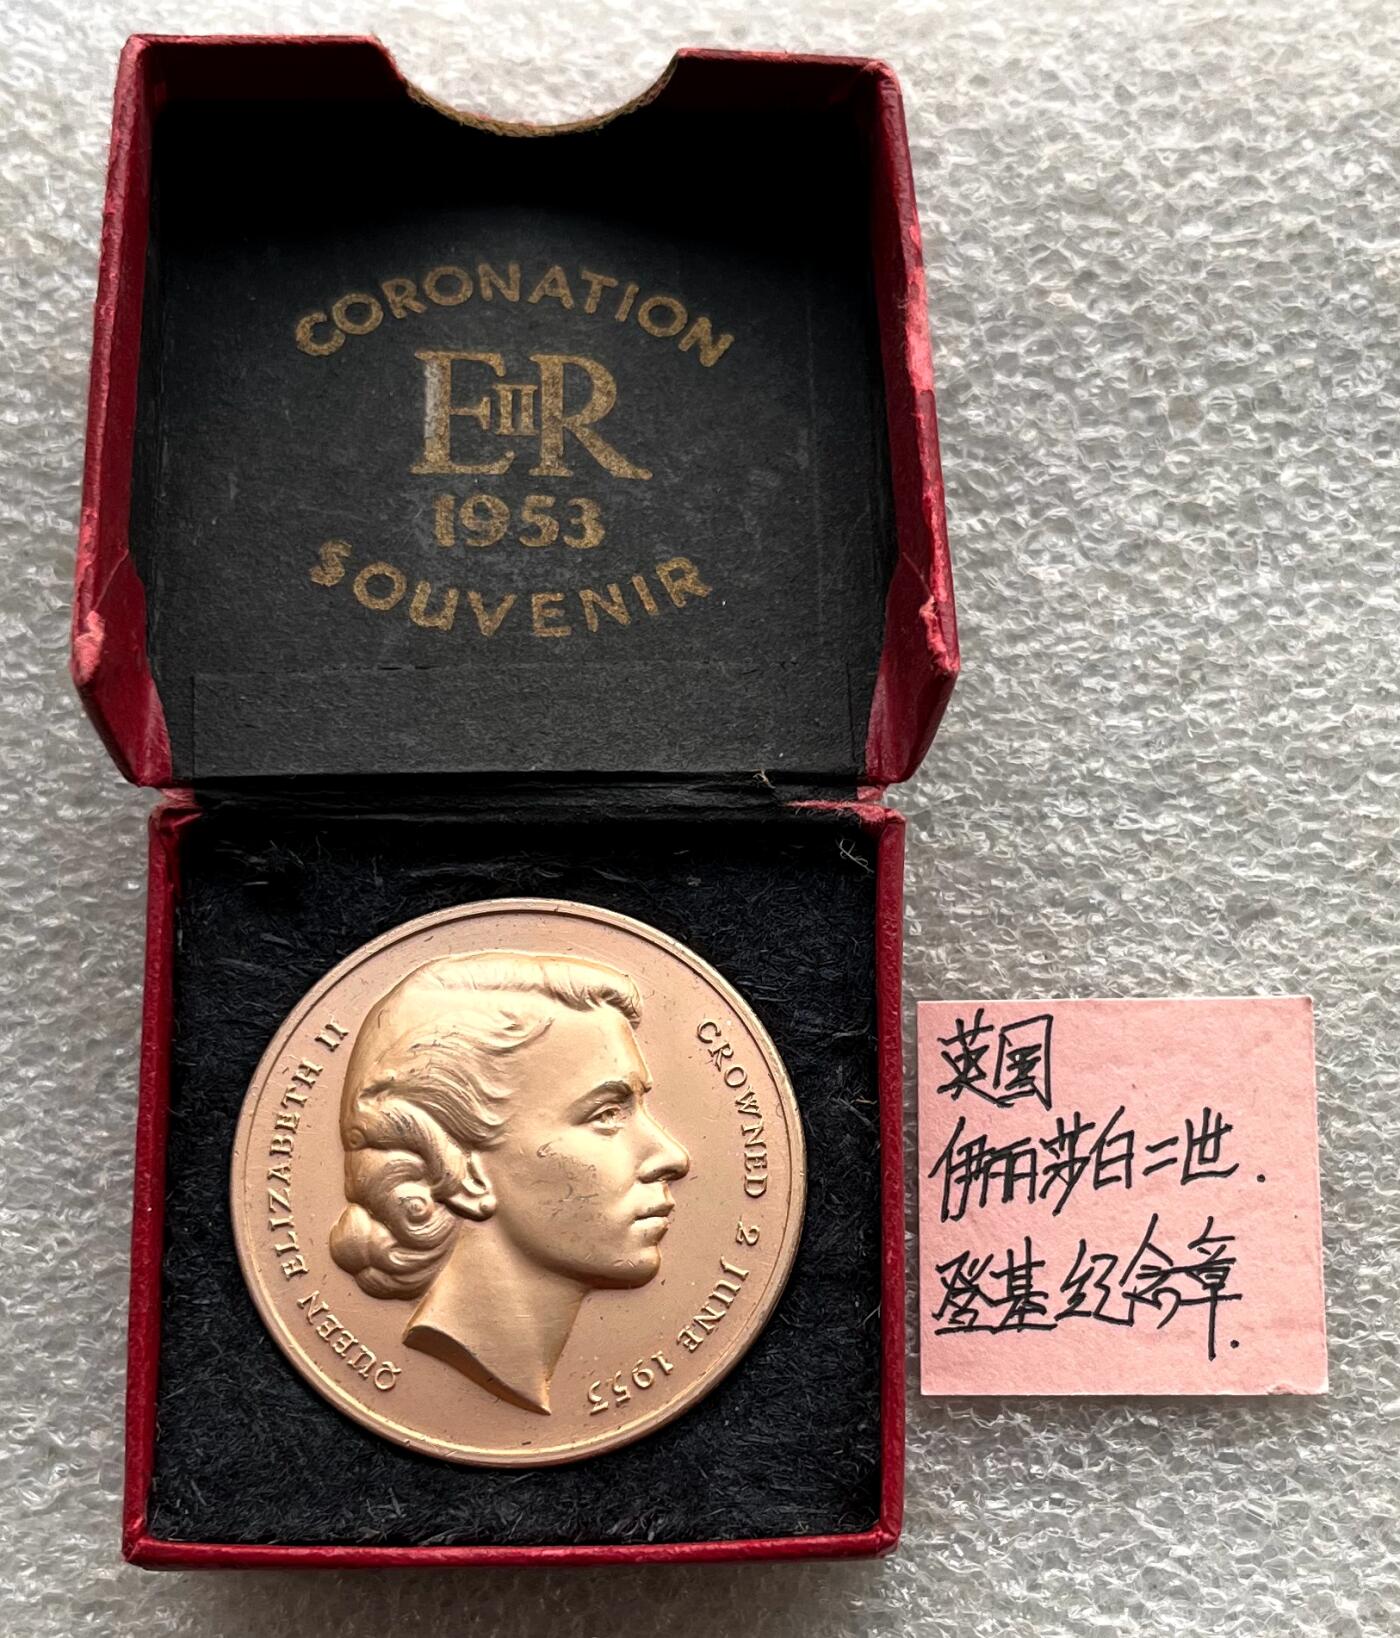 CORONATION
EIIR
1953
SOUVENIR
QUEEN ELIZABETH II
CROWNED 2 JUNE 1953
英国
伊丽莎白二世.
登基纪念章.